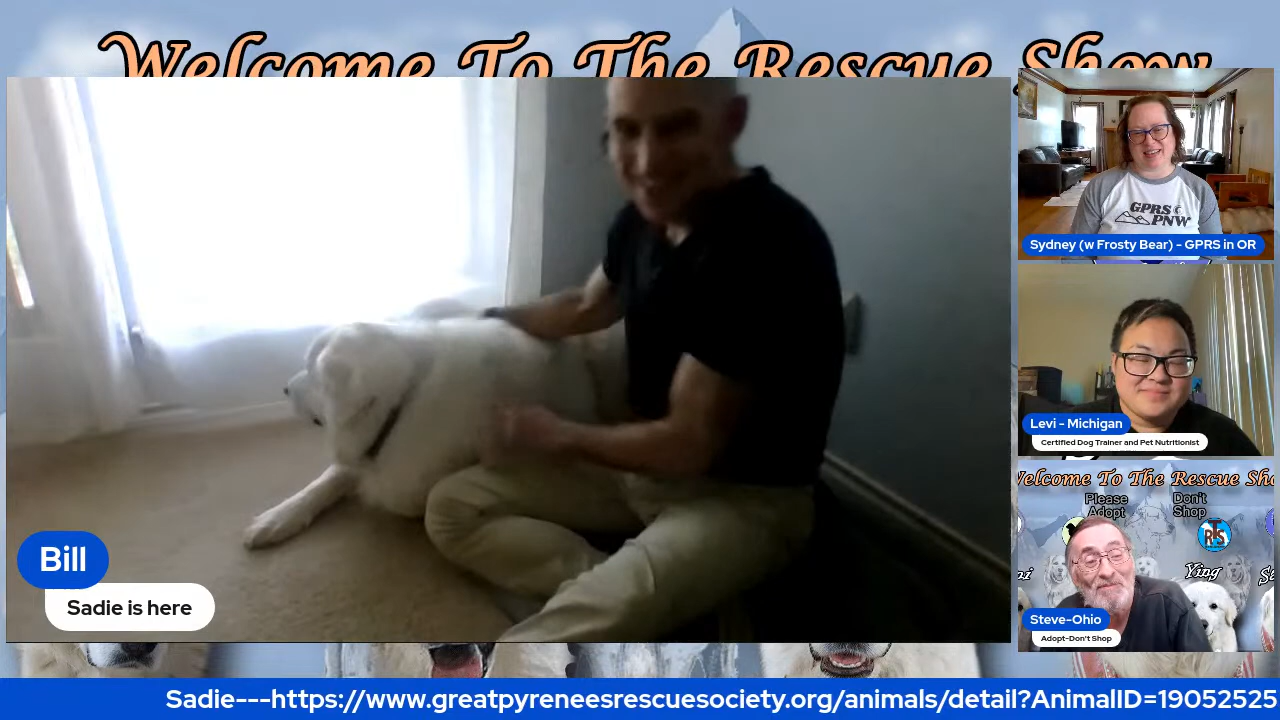 Welcome To The Rescue Show
Bill
Sadie is here
GPRS
PNW
Sydney (w Frosty Bear) - GPRS in OR
Levi - Michigan
Certified Dog Trainer and Pet Nutritionist
Welcome To The Rescue Sho
Please
Adopt
Don't
Shop
TRS
Ying
Steve-Ohio
Adopt-Don't Shop
Sadie---https://www.greatpyreneesrescuesociety.org/animals/detail?AnimalID=19052525